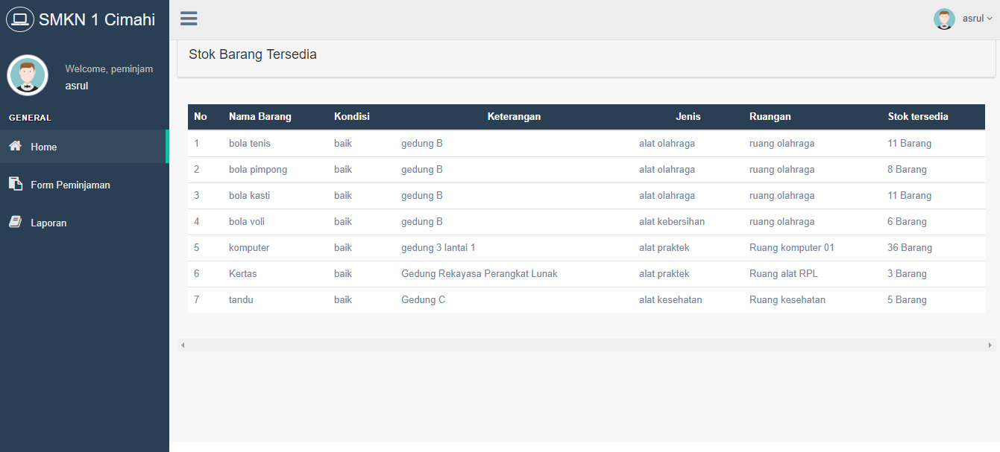 SMKN 1 Cimahi
asrul
Welcome, peminjam
asrul
GENERAL
Home
Form Peminjaman
Laporan
Stok Barang Tersedia
No Nama Barang Kondisi Keterangan Jenis Ruangan Stok tersedia
1 bola tenis baik gedung B alat olahraga ruang olahraga 11 Barang
2 bola pimpong baik gedung B alat olahraga ruang olahraga 8 Barang
3 bola kasti baik gedung B alat olahraga ruang olahraga 11 Barang
4 bola voli baik gedung B alat kebersihan ruang olahraga 6 Barang
5 komputer baik gedung 3 lantai 1 alat praktek Ruang komputer 01 36 Barang
6 Kertas baik Gedung Rekayasa Perangkat Lunak alat praktek Ruang alat RPL 3 Barang
7 tandu baik Gedung C alat kesehatan Ruang kesehatan 5 Barang